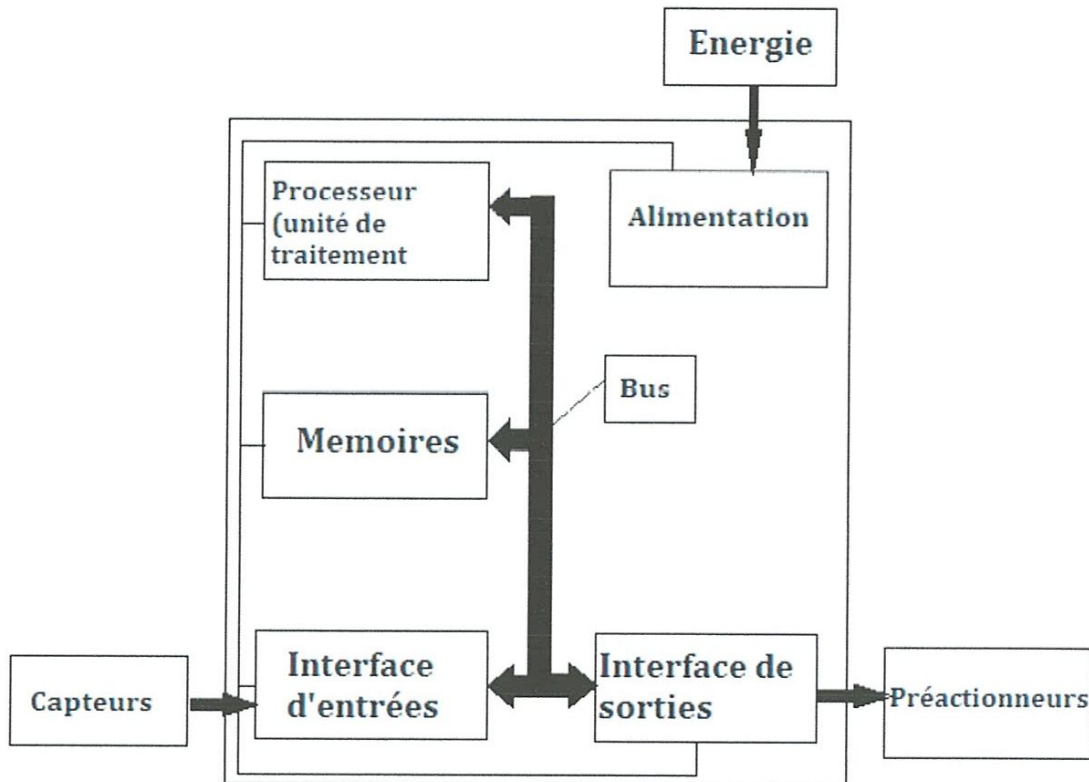 Energie
Processeur
(unité de
traitement
Alimentation
Bus
Memoires
Capteurs
Interface
d'entrées
Interface de
sorties
Préactionneurs